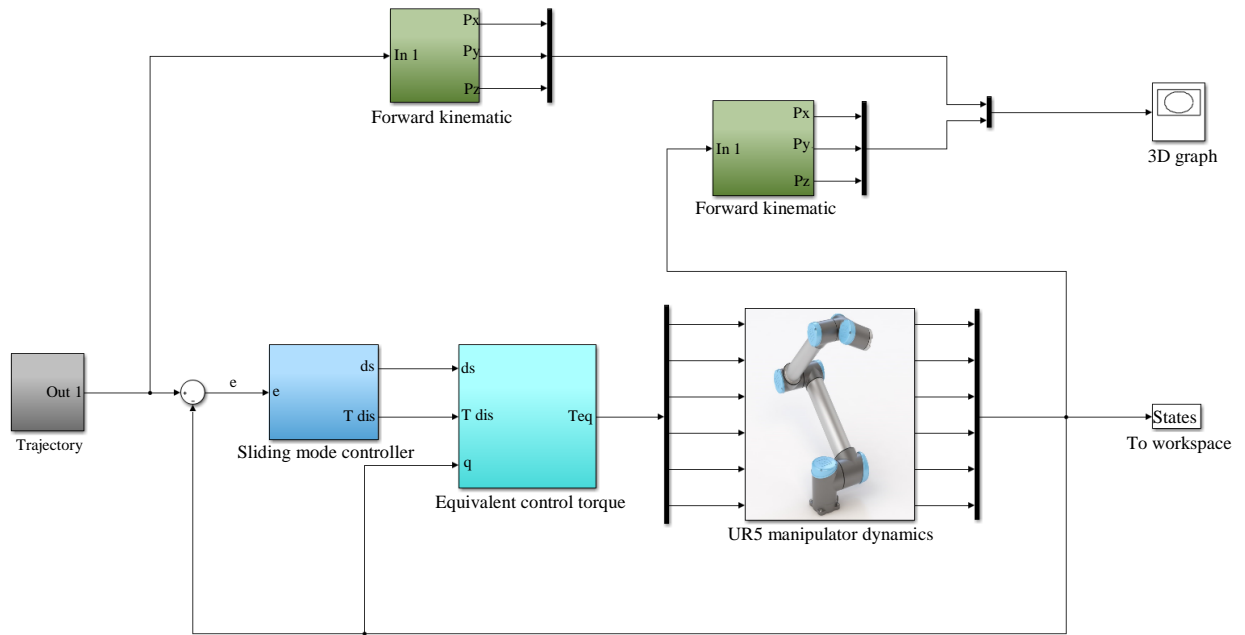 Px
In 1
Py
Pz
Forward kinematic
Px
In 1
Py
Pz
Forward kinematic
3D graph
Out 1
Trajectory
+
-
e
e
ds
T dis
Sliding mode controller
ds
T dis
q
Teq
Equivalent control torque
UR5 manipulator dynamics
States
To workspace